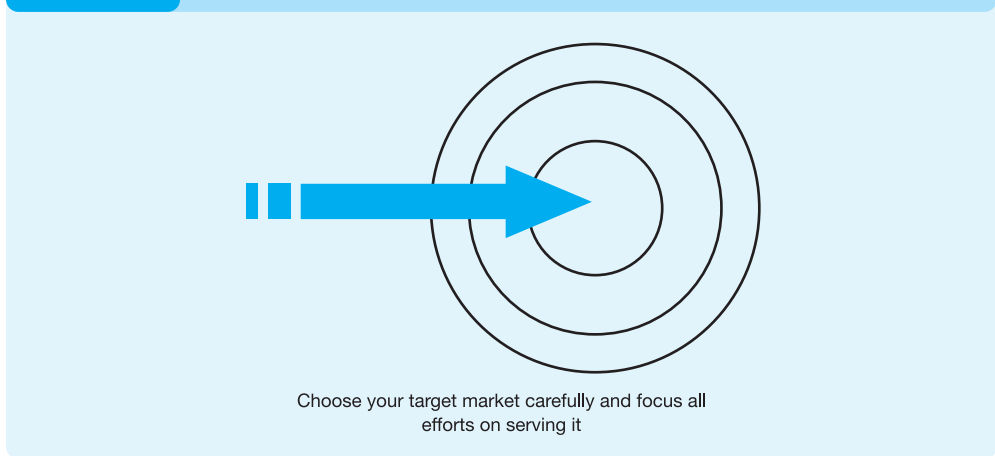 Choose your target market carefully and focus all
efforts on serving it